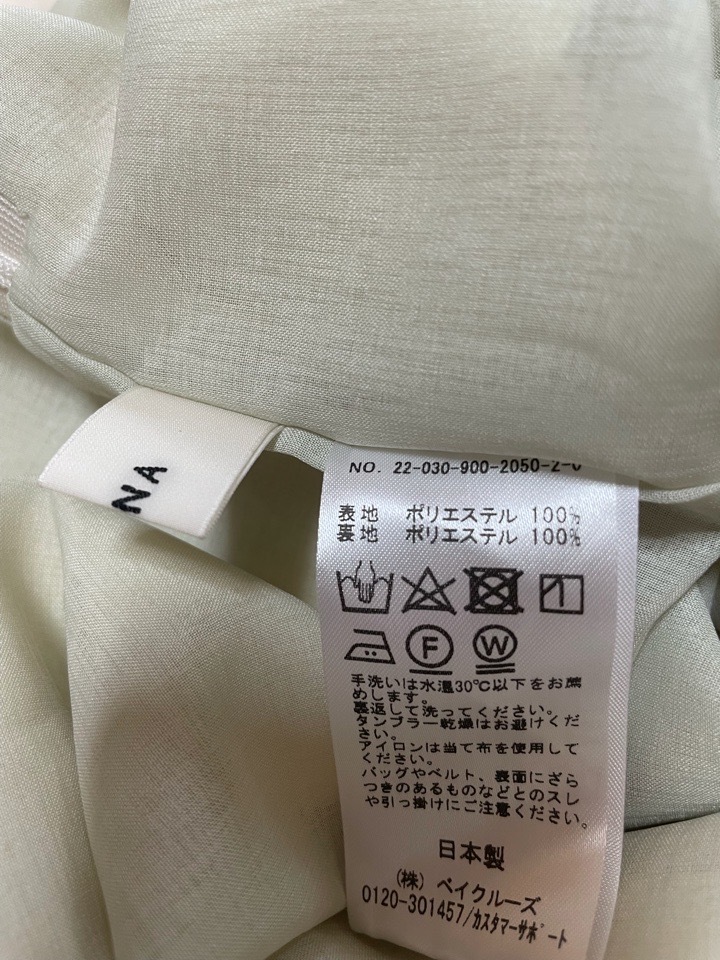 NA
NO. 22-030-900-2050-2-0
表地 ポリエステル 100%
裏地 ポリエステル 100%
F W
手洗いは水温30℃以下をお薦
めします。
裏返して洗ってください。
タンブラー乾燥はお避けくだ
さい。
アイロンは当て布を使用して
ください。
バッグやベルト、裏面にざら
つきのあるものなどとのスレ
や引っ掛けにご注意ください。
日本製
(株) ベイクルーズ
0120-301457/カスタマーサポート